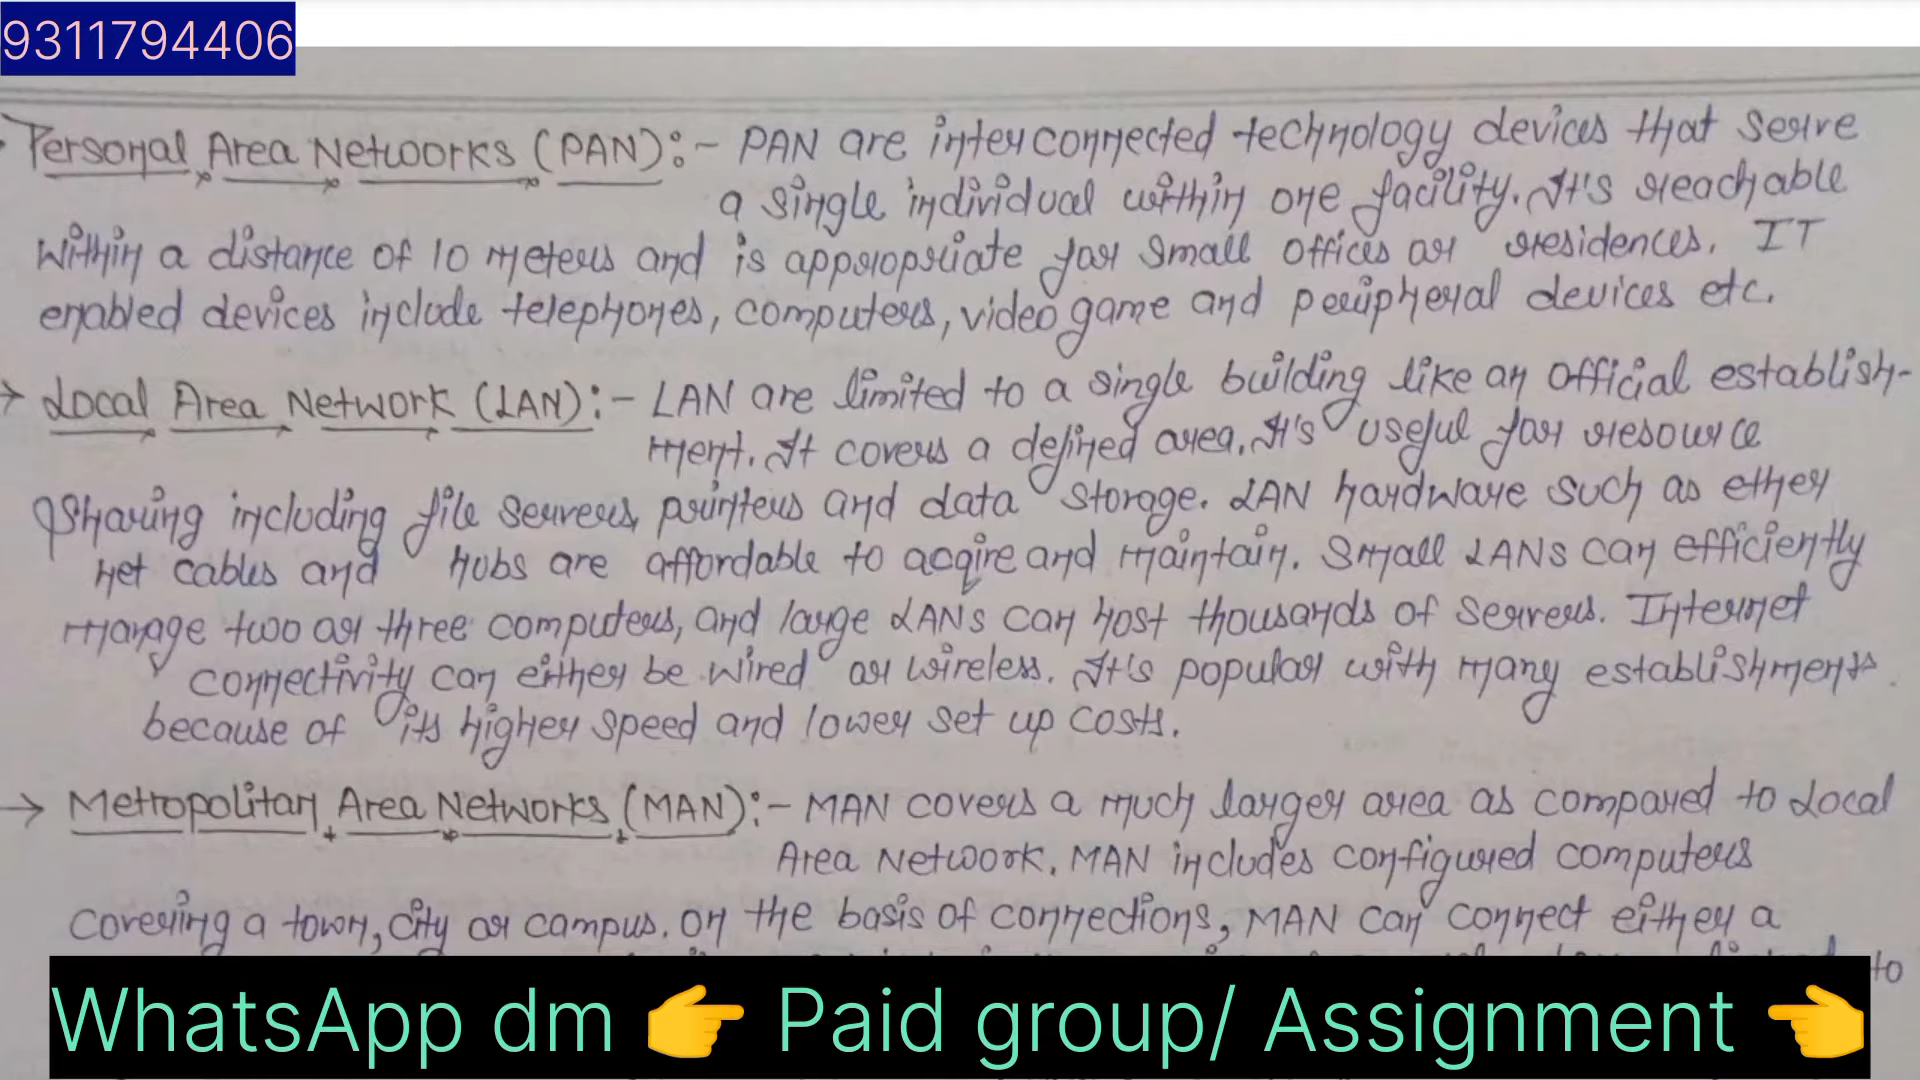 9311794406
Personal Area Networks (PAN):- PAN are interconnected technology devices that serve
a single individual within one facility. It's reachable
within a distance of 10 meters and is appropriate for small offices or residences. IT
enabled devices include telephones, computers, video game and peripheral devices etc.
→ Local Area Network (LAN):- LAN are limited to a single building like an official establish-
ment. It covers a defined area. It's useful for resource
Sharing including file servers, printers and data storage. LAN hardware such as ether
net cables and hubs are affordable to acqire and maintain. Small LANs can efficiently
manage two or three computers, and large LANs can host thousands of servers. Internet
connectivity can either be wired or wireless. It's popular with many establishments.
because of its higher speed and lower set up costs.
→ Metropolitan Area Networks (MAN):- MAN covers a much larger area as compared to Local
Area Network. MAN includes configured computers
covering a town, city or campus. On the basis of connections, MAN can connect either a
to
WhatsApp dm 👉 Paid group/ Assignment 👈